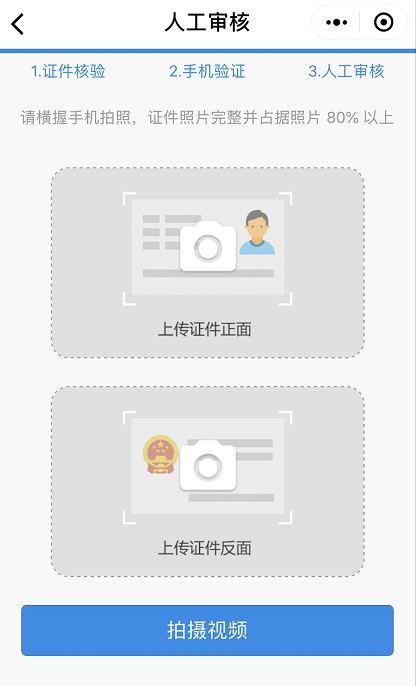 人工审核
1.证件核验 2.手机验证 3.人工审核
请横握手机拍照，证件照片完整并占据照片 80% 以上
上传证件正面
上传证件反面
拍摄视频